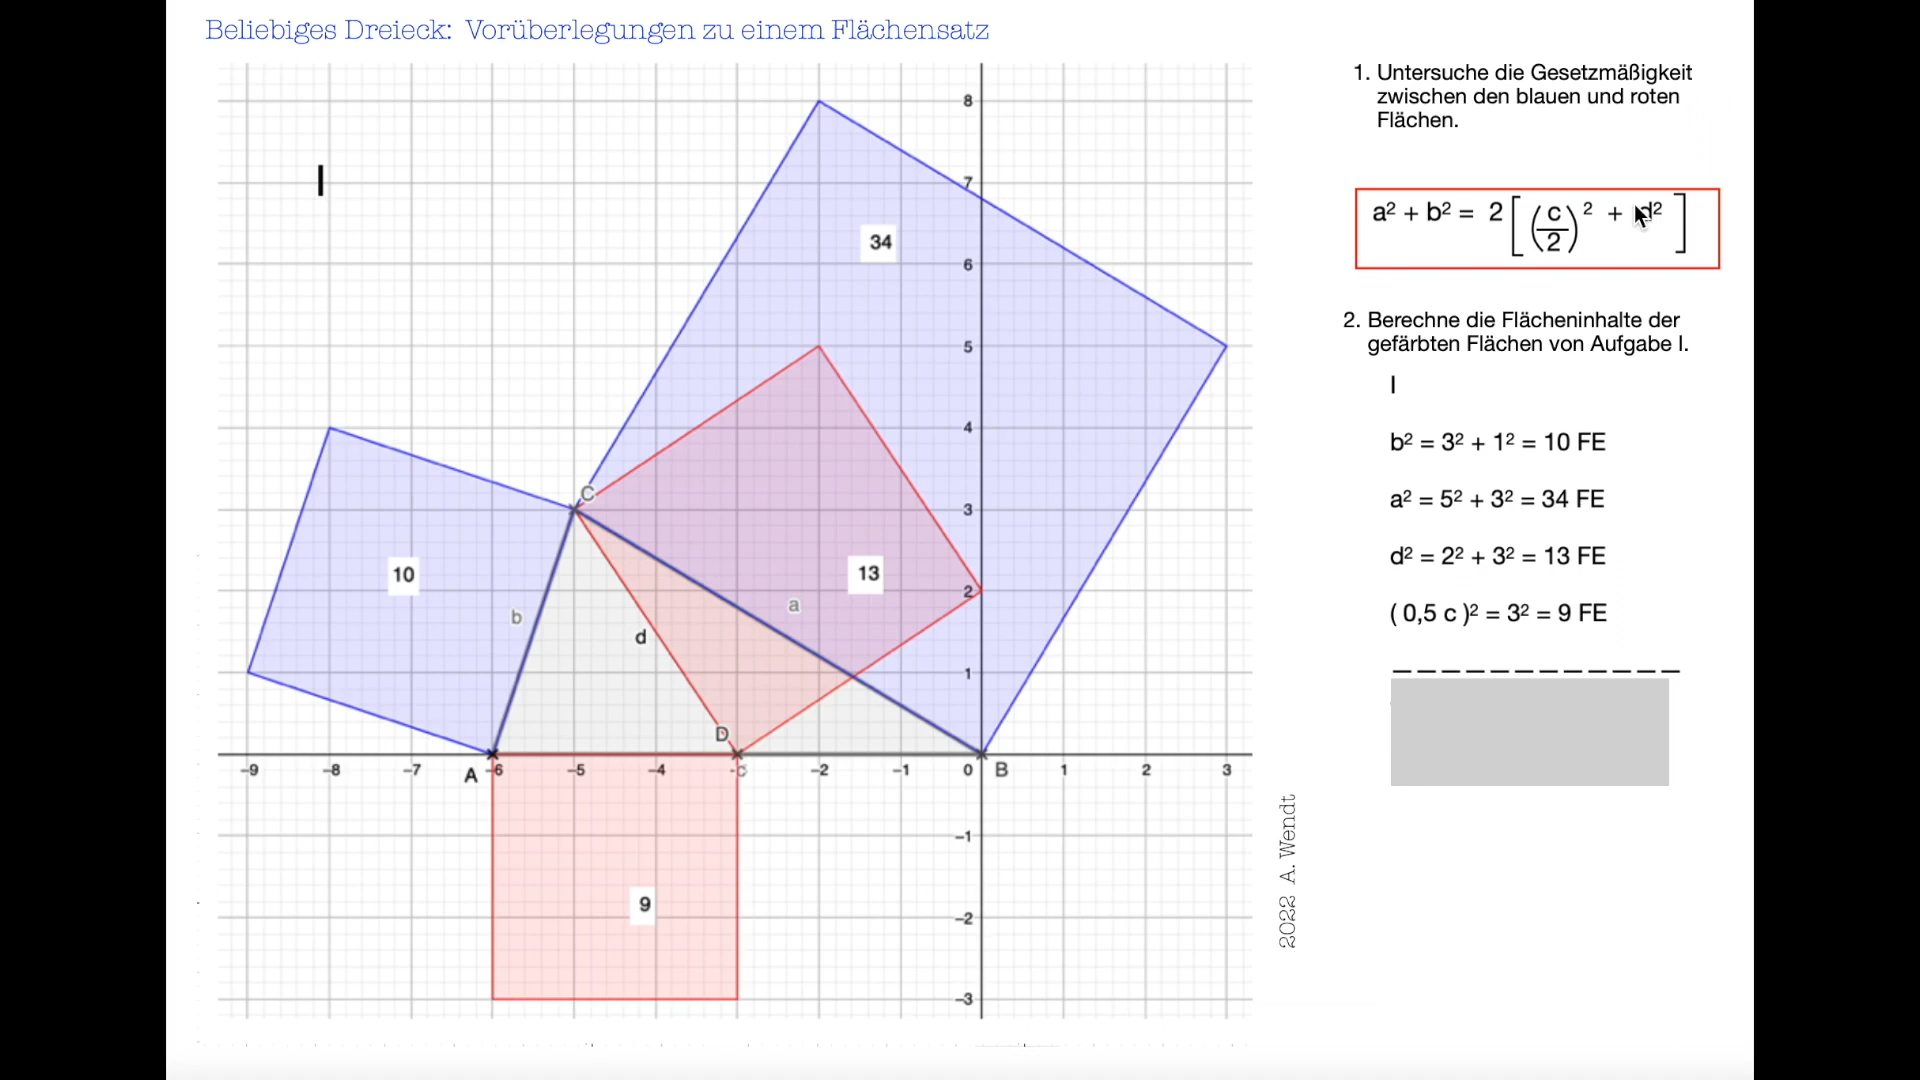 Beliebiges Dreieck: Vorüberlegungen zu einem Flächensatz
I
8
7
6
5
4
3
2
1
-1
-2
-3
-9 -8 -7 -6 -5 -4 -2 -1 0 1 2 3
34
13
10
9
C
b
d
a
D
A
B
2022 A. Wendt
1. Untersuche die Gesetzmäßigkeit
zwischen den blauen und roten
Flächen.
a² + b² = 2 [ (c/2)² + d² ]
2. Berechne die Flächeninhalte der
gefärbten Flächen von Aufgabe I.
I
b² = 3² + 1² = 10 FE
a² = 5² + 3² = 34 FE
d² = 2² + 3² = 13 FE
( 0,5 c )² = 3² = 9 FE